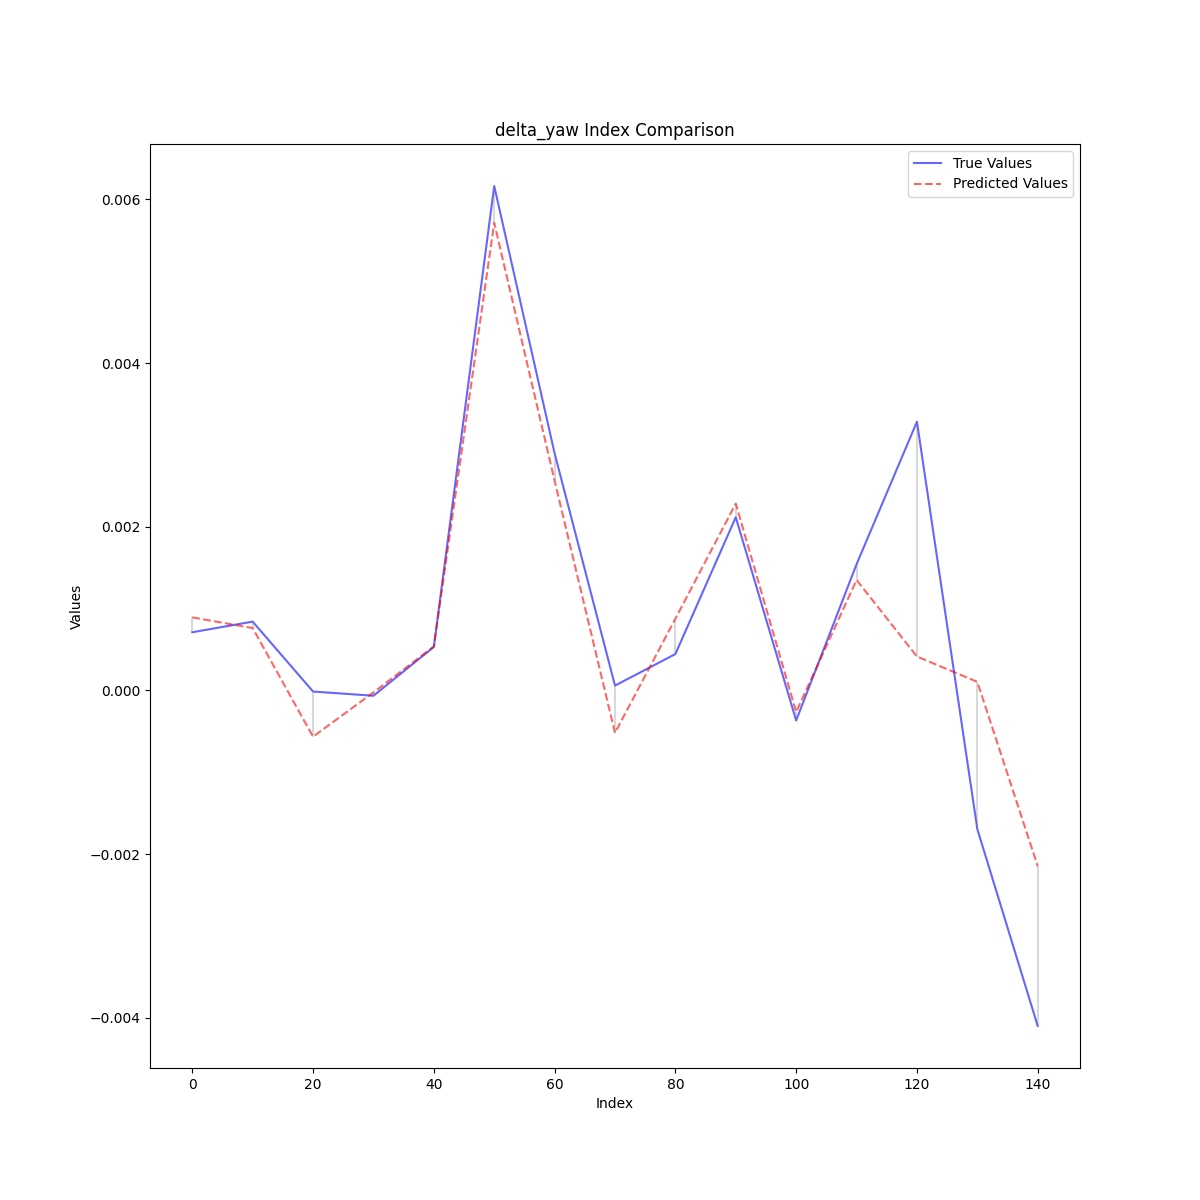 delta_yaw Index Comparison
True Values
Predicted Values
0.006
0.004
0.002
0.000
−0.002
−0.004
Values
0 20 40 60 80 100 120 140
Index